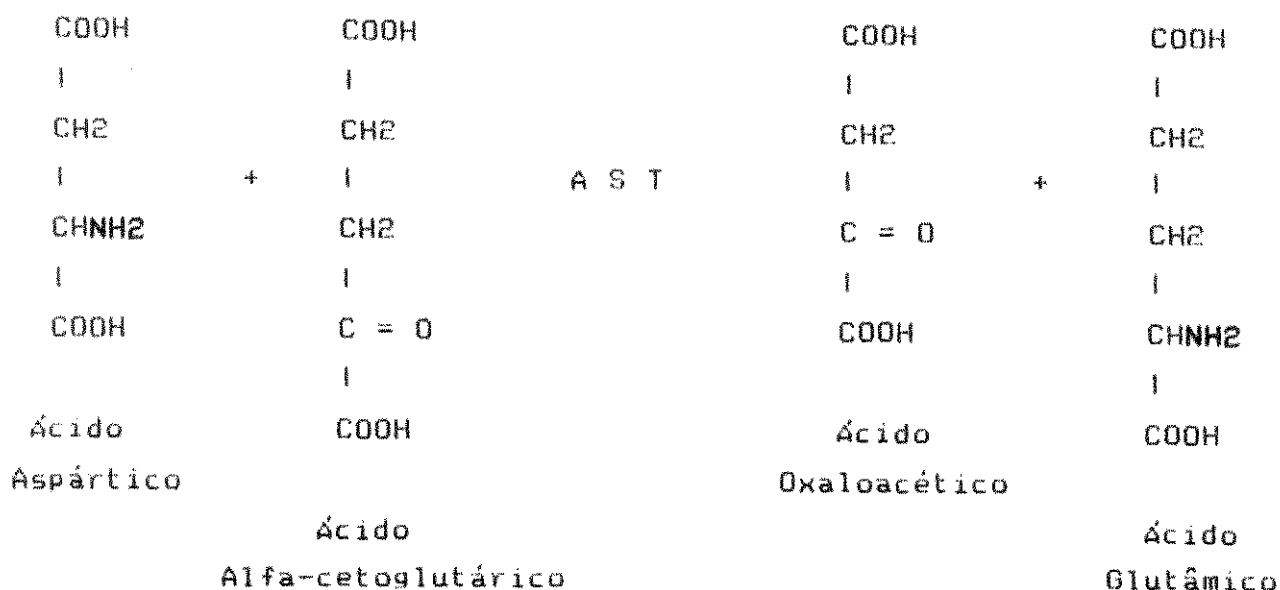 COOH COOH COOH COOH
| | | |
CH2 CH2 CH2 CH2
| + | A S T | + |
CHNH2 CH2 C = O CH2
| | | |
COOH C = O COOH CHNH2
| |
Ácido COOH Ácido COOH
Aspártico Oxaloacético
Ácido Ácido
Alfa-cetoglutárico Glutâmico